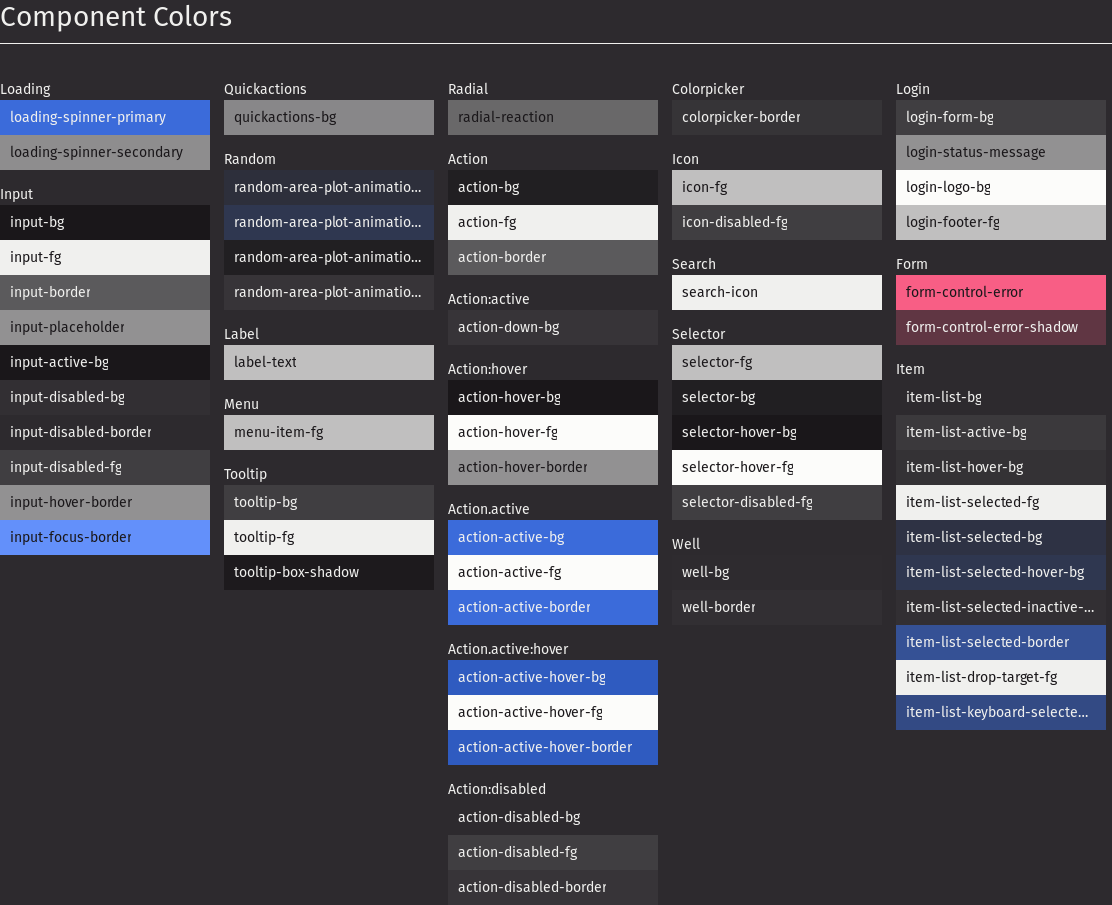 Component Colors
Loading
loading-spinner-primary
loading-spinner-secondary
Input
input-bg
input-fg
input-border
input-placeholder
input-active-bg
input-disabled-bg
input-disabled-border
input-disabled-fg
input-hover-border
input-focus-border
Quickactions
quickactions-bg
Random
random-area-plot-animatio...
random-area-plot-animatio...
random-area-plot-animatio...
random-area-plot-animatio...
Label
label-text
Menu
menu-item-fg
Tooltip
tooltip-bg
tooltip-fg
tooltip-box-shadow
Radial
radial-reaction
Action
action-bg
action-fg
action-border
Action:active
action-down-bg
Action:hover
action-hover-bg
action-hover-fg
action-hover-border
Action.active
action-active-bg
action-active-fg
action-active-border
Action.active:hover
action-active-hover-bg
action-active-hover-fg
action-active-hover-border
Action:disabled
action-disabled-bg
action-disabled-fg
action-disabled-border
Colorpicker
colorpicker-border
Icon
icon-fg
icon-disabled-fg
Search
search-icon
Selector
selector-fg
selector-bg
selector-hover-bg
selector-hover-fg
selector-disabled-fg
Well
well-bg
well-border
Login
login-form-bg
login-status-message
login-logo-bg
login-footer-fg
Form
form-control-error
form-control-error-shadow
Item
item-list-bg
item-list-active-bg
item-list-hover-bg
item-list-selected-fg
item-list-selected-bg
item-list-selected-hover-bg
item-list-selected-inactive-...
item-list-selected-border
item-list-drop-target-fg
item-list-keyboard-selecte...